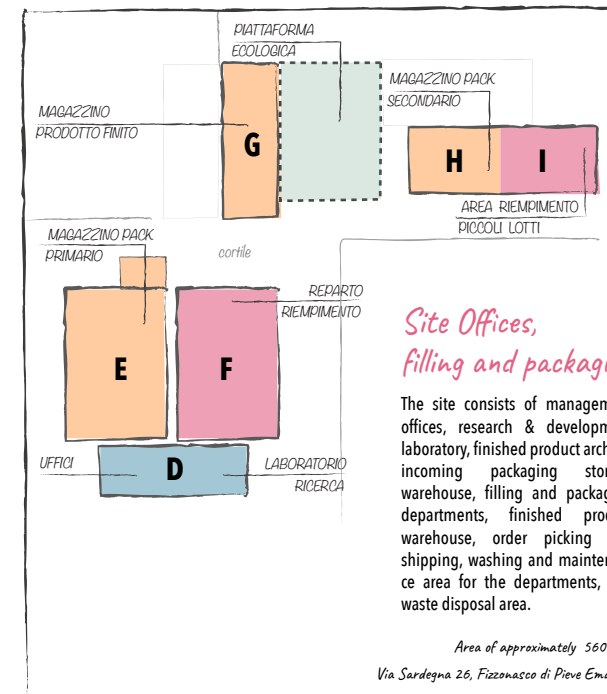 PIATTAFORMA
ECOLOGICA
MAGAZZINO PACK
SECONDARIO
MAGAZZINO
PRODOTTO FINITO
G
H
I
AREA RIEMPIMENTO
PICCOLI LOTTI
MAGAZZINO PACK
PRIMARIO
cortile
REPARTO
RIEMPIMENTO
E
F
UFFICI
D
LABORATORIO
RICERCA
Site Offices,
filling and packagi
The site consists of managem
offices, research & developm
laboratory, finished product arch
incoming packaging stor
warehouse, filling and packag
departments, finished prod
warehouse, order picking
shipping, washing and mainten
ce area for the departments,
waste disposal area.
Area of approximately 560
Via Sardegna 26, Fizzonasco di Pieve Ema